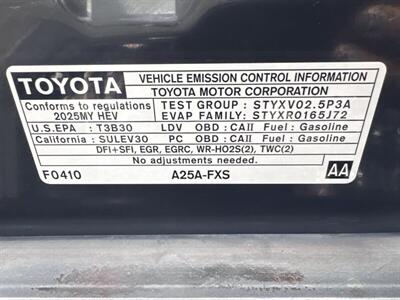 TOYOTA VEHICLE EMISSION CONTROL INFORMATION
TOYOTA MOTOR CORPORATION
Conforms to regulations TEST GROUP : STYXV02.5P3A
2025MY HEV EVAP FAMILY: STYXR0165J72
U.S.EPA : T3B30 LDV OBD : CAII Fuel : Gasoline
California : SULEV30 PC OBD : CAII Fuel : Gasoline
DFI+SFI, EGR, EGRC, WR-HO2S(2), TWC(2)
No adjustments needed.
F0410 A25A-FXS AA